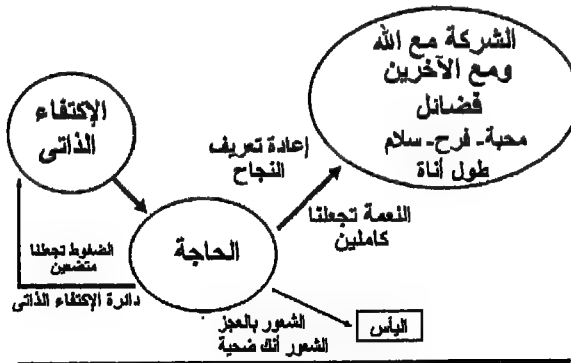 الشركة مع الله
ومع الآخرين
فضائل
محبة- فرح- سلام
طول أناة
الإكتفاء
الذاتى
إعادة تعريف
النجاح
النعمة تجعلنا
كاملين
الحاجة
الضغوط تجعلنا
دائرة الإكتفاء الذاتى
الشعور بالعجز
الشعور أنك ضحية
اليأس